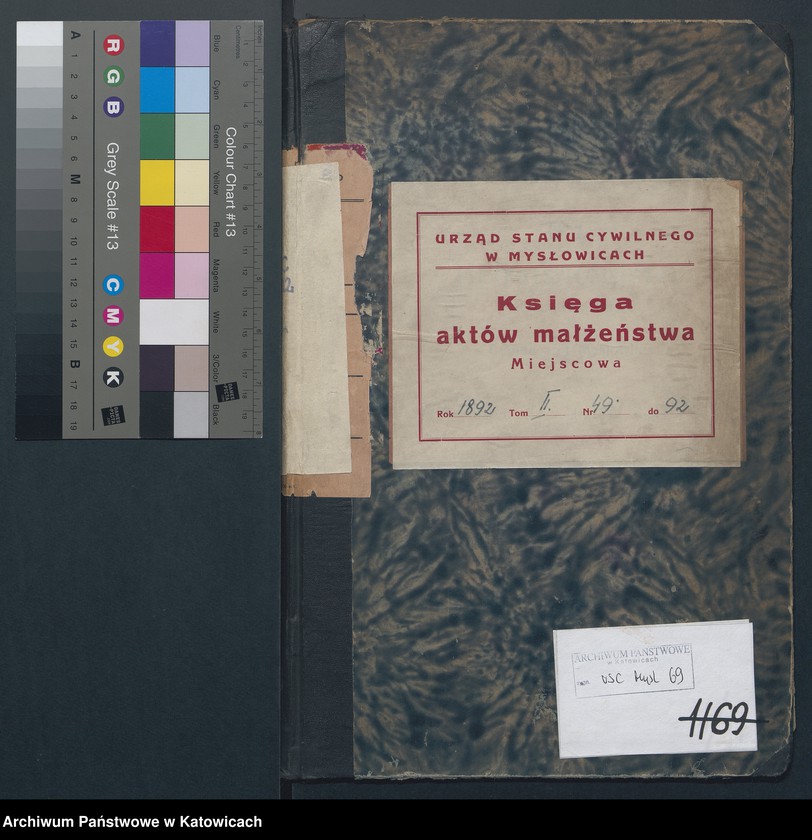 URZĄD STANU CYWILNEGO
W MYSŁOWICACH
Księga
aktów małżeństwa
Miejscowa
Rok 1892 Tom II. Nr 49. do 92
ARCHIWUM PAŃSTWOWE
w Katowicach
USC Mysł 69
1169
Grey Scale #13
R G B
C M Y K
A 1 2 3 4 5 6 M 8 9 10 11 12 13 14 15 B 17 18 19
Colour Chart #13
Blue
Cyan
Green
Yellow
Red
Magenta
White
3/Color
Black
DANES
PICTA
Archiwum Państwowe w Katowicach